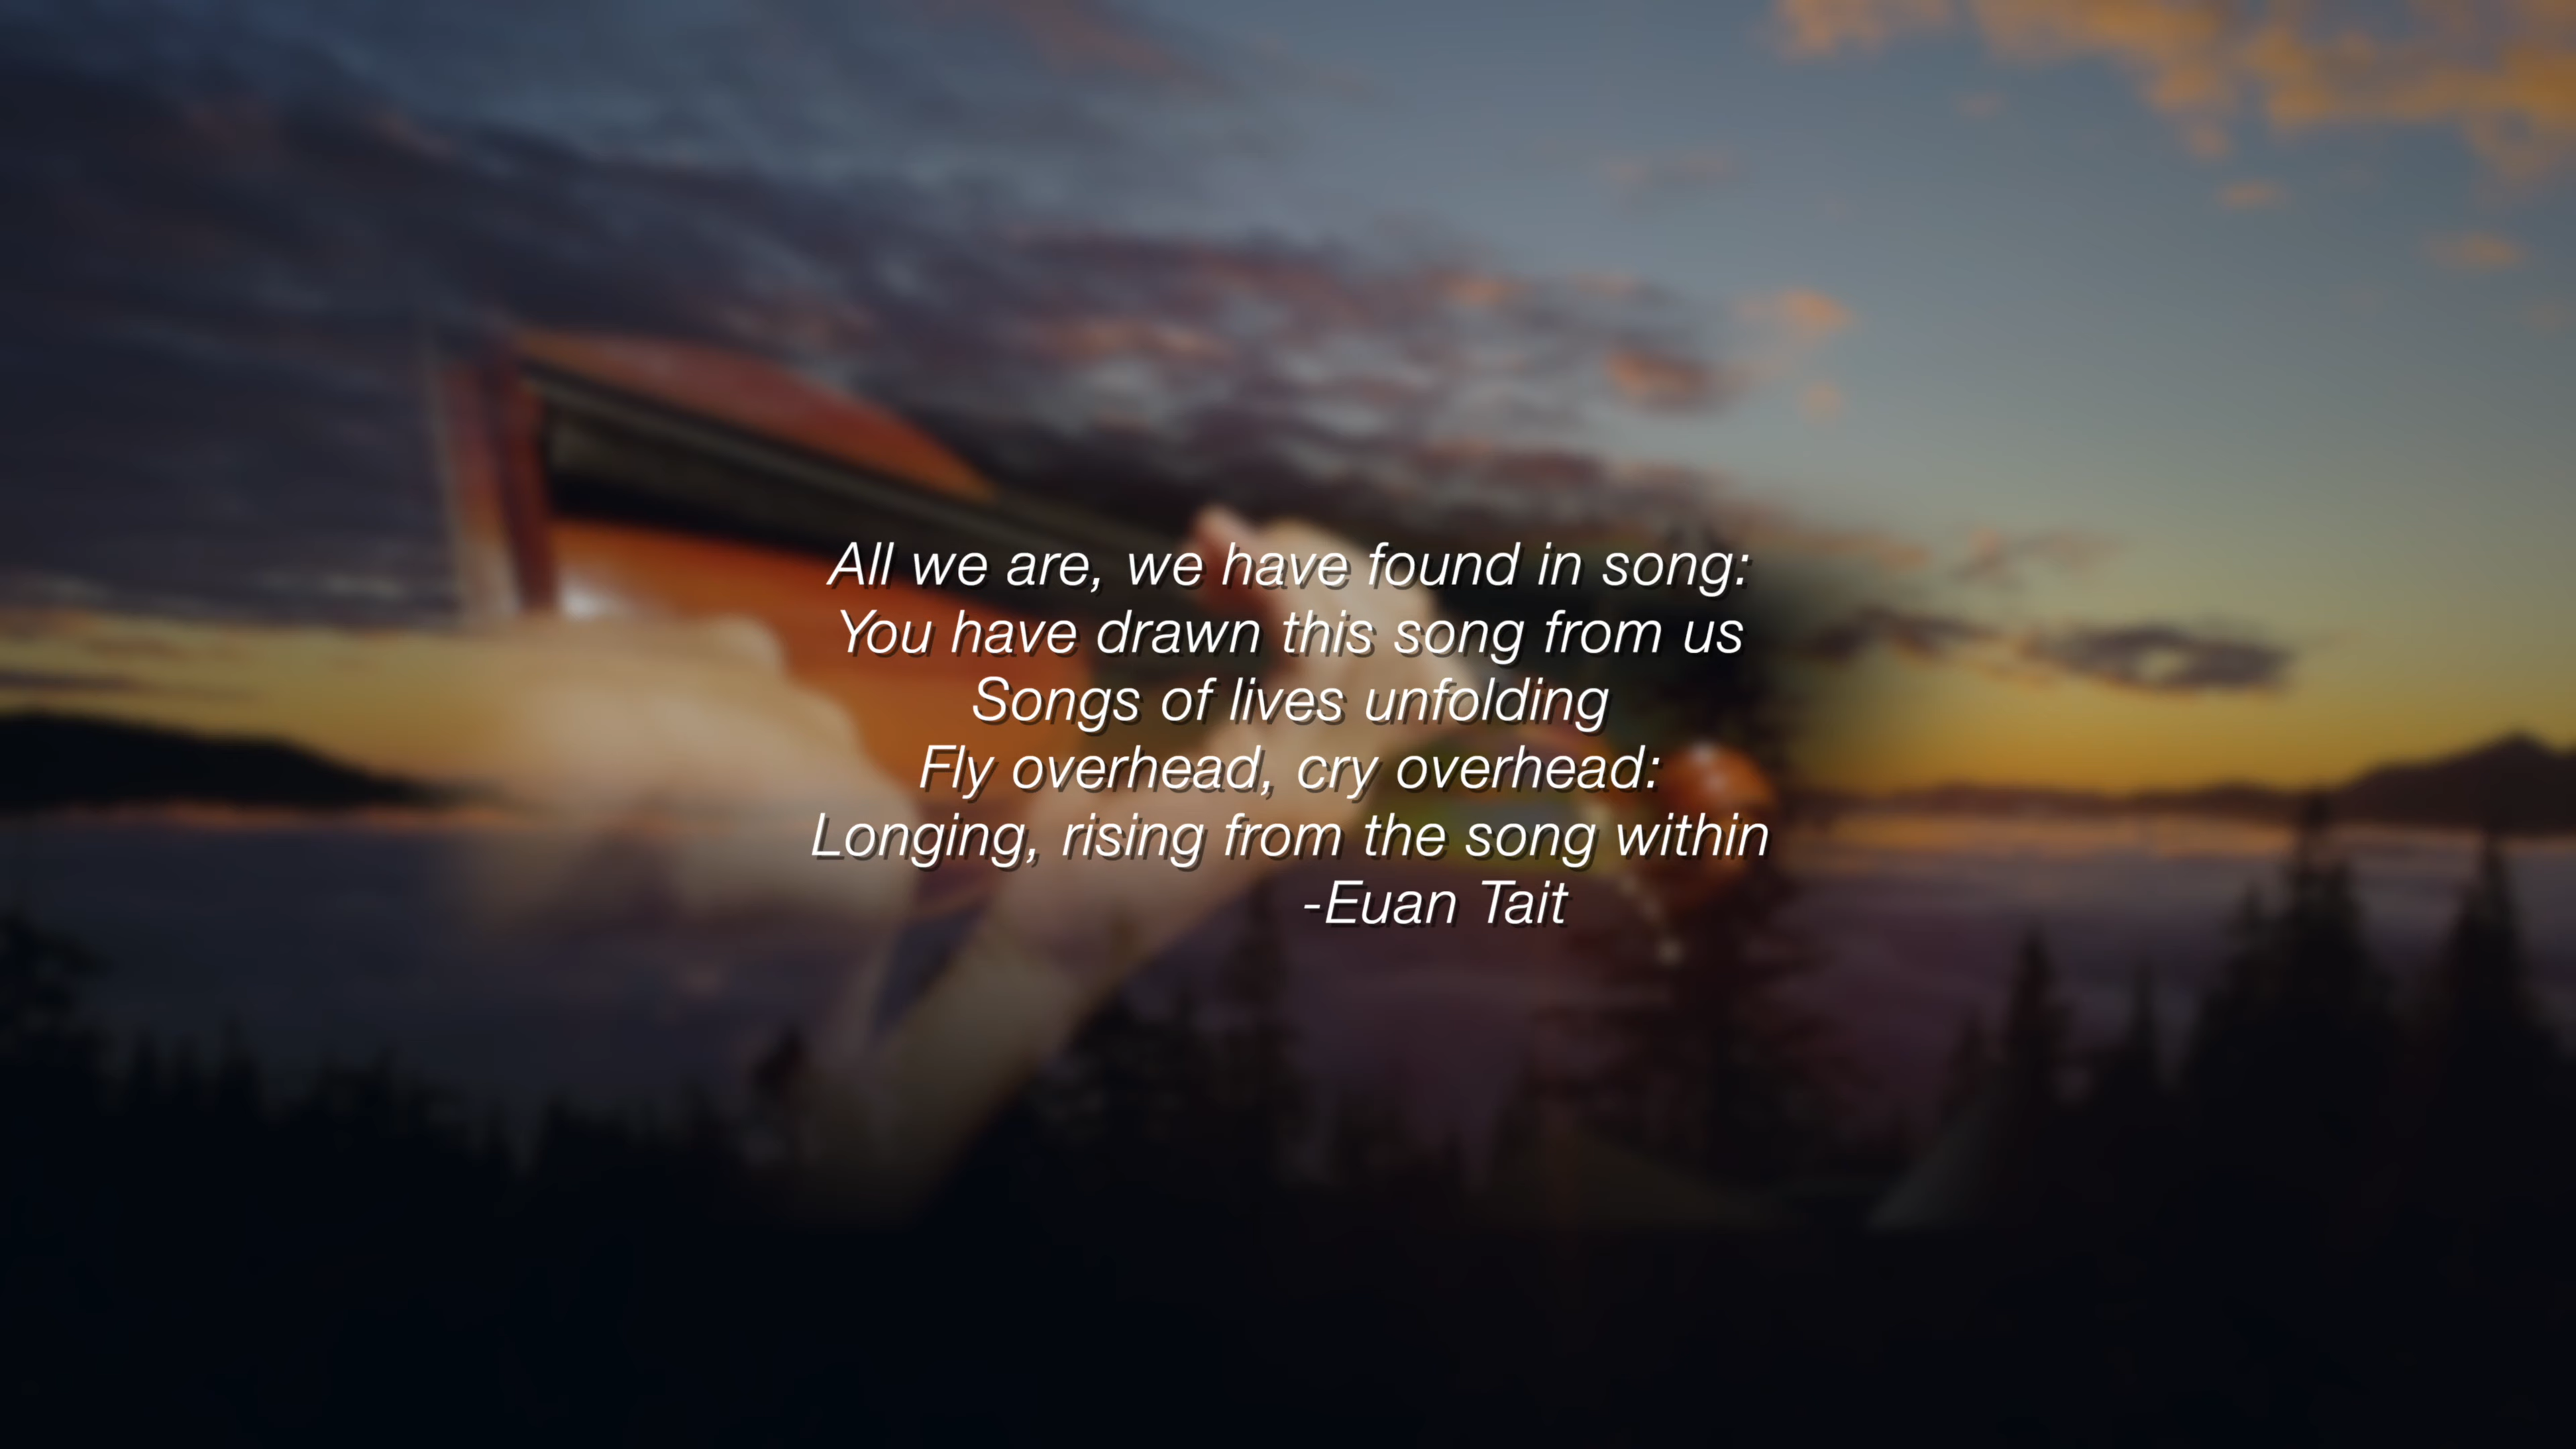 All we are, we have found in song:
You have drawn this song from us
Songs of lives unfolding
Fly overhead, cry overhead:
Longing, rising from the song within
-Euan Tait